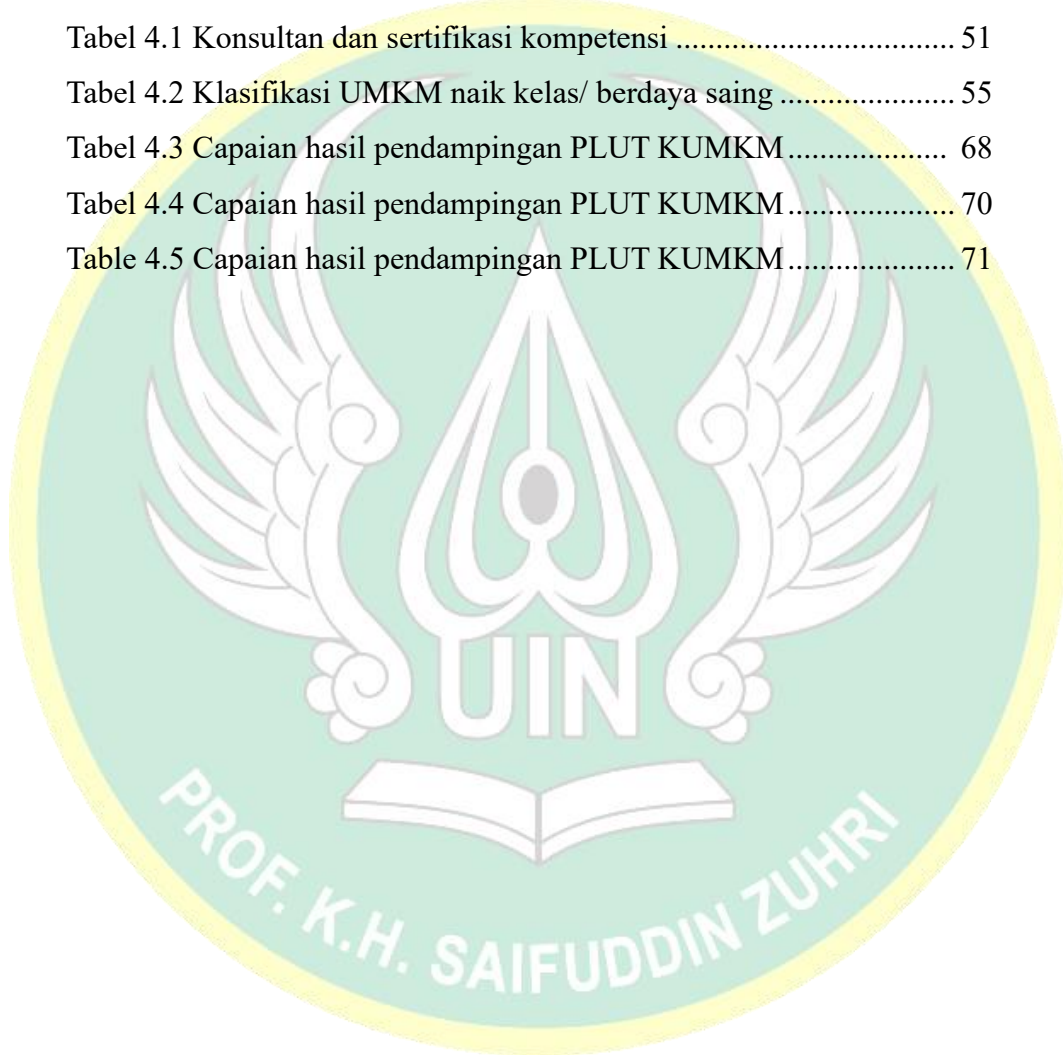 Tabel 4.1 Konsultan dan sertifikasi kompetensi .................................. 51
Tabel 4.2 Klasifikasi UMKM naik kelas/ berdaya saing ..................... 55
Tabel 4.3 Capaian hasil pendampingan PLUT KUMKM ................... 68
Tabel 4.4 Capaian hasil pendampingan PLUT KUMKM .................... 70
Table 4.5 Capaian hasil pendampingan PLUT KUMKM .................... 71
UIN
PROF. K.H. SAIFUDDIN ZUHRI